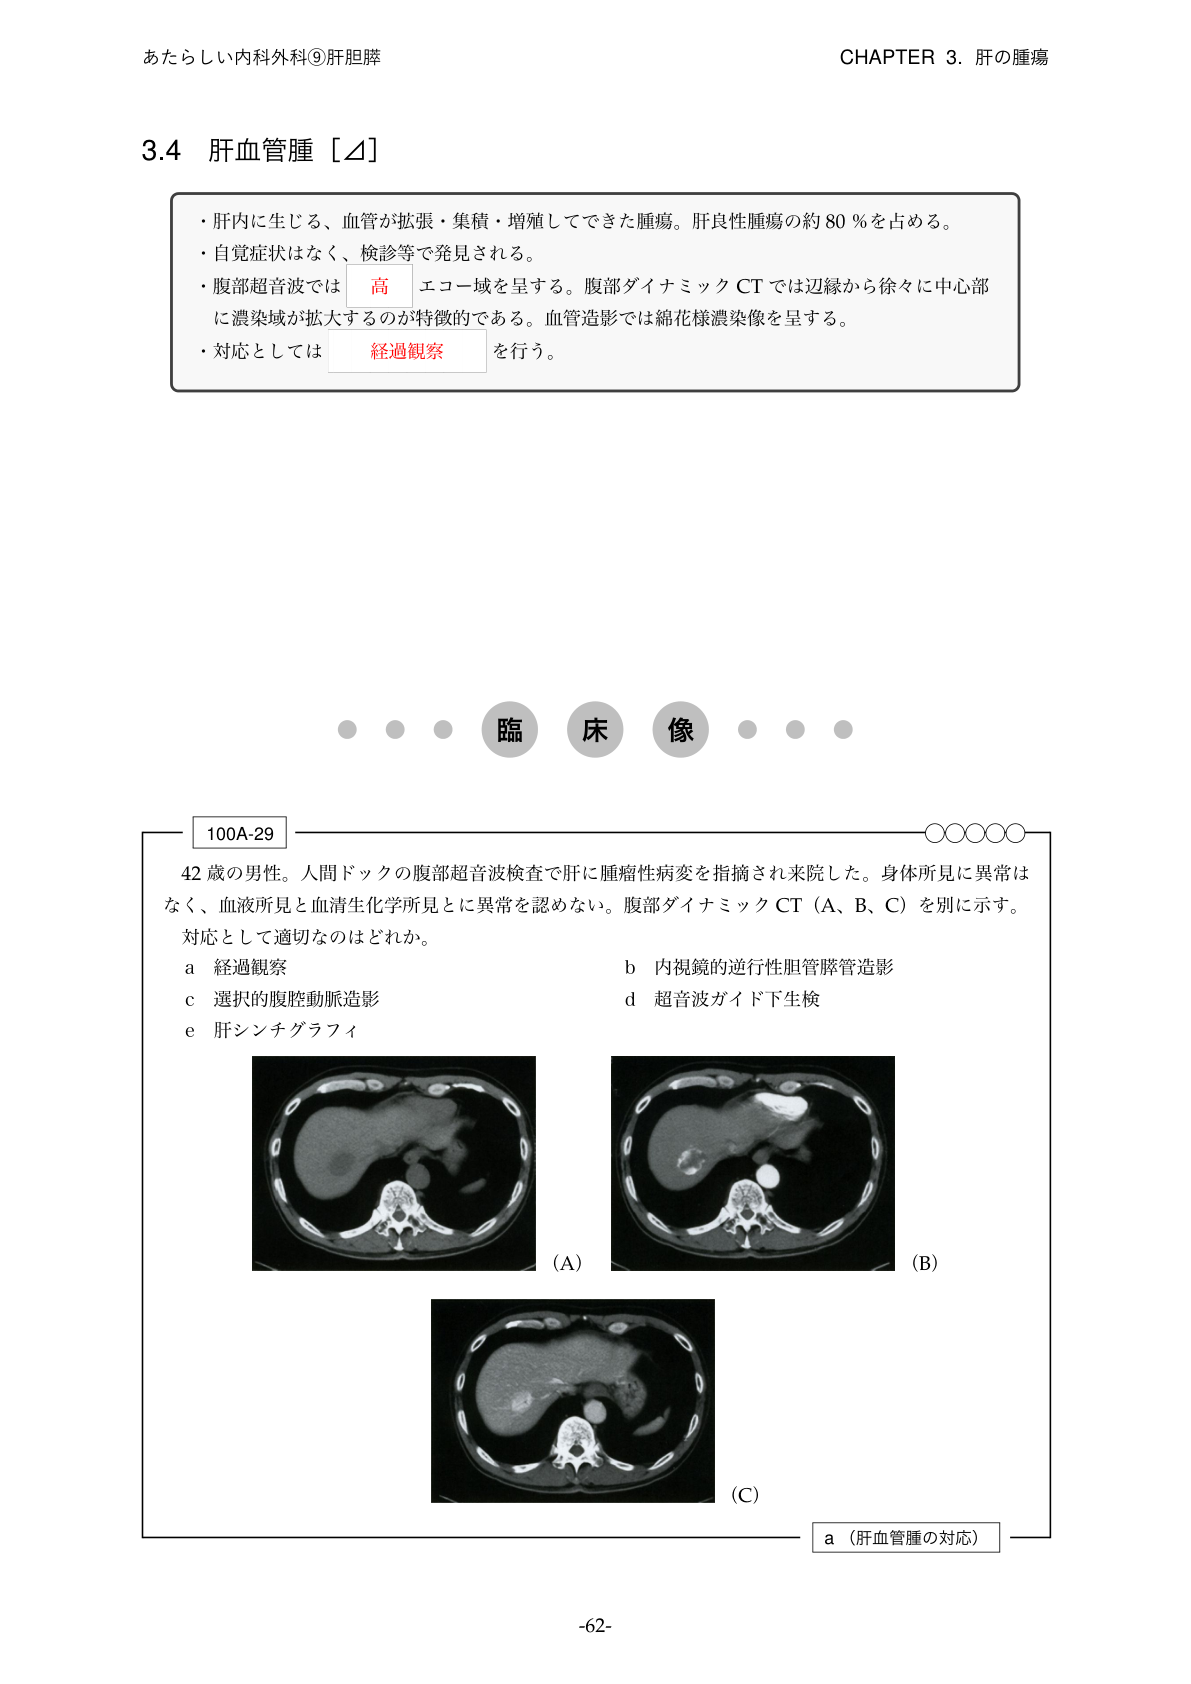 あたらしい内科外科⑨肝胆膵
CHAPTER 3. 肝の腫瘍
3.4 肝血管腫［⊿］
・肝内に生じる、血管が拡張・集積・増殖してできた腫瘍。肝良性腫瘍の約 80 %を占める。
・自覚症状はなく、検診等で発見される。
・腹部超音波では 高 エコー域を呈する。腹部ダイナミック CT では辺縁から徐々に中心部
に濃染域が拡大するのが特徴的である。血管造影では綿花様濃染像を呈する。
・対応としては 経過観察 を行う。
臨 床 像
100A-29
42 歳の男性。人間ドックの腹部超音波検査で肝に腫瘤性病変を指摘され来院した。身体所見に異常は
なく、血液所見と血清生化学所見とに異常を認めない。腹部ダイナミック CT（A、B、C）を別に示す。
対応として適切なのはどれか。
a 経過観察
b 内視鏡的逆行性胆管膵管造影
c 選択的腹腔動脈造影
d 超音波ガイド下生検
e 肝シンチグラフィ
（A）
（B）
（C）
a （肝血管腫の対応）
-62-